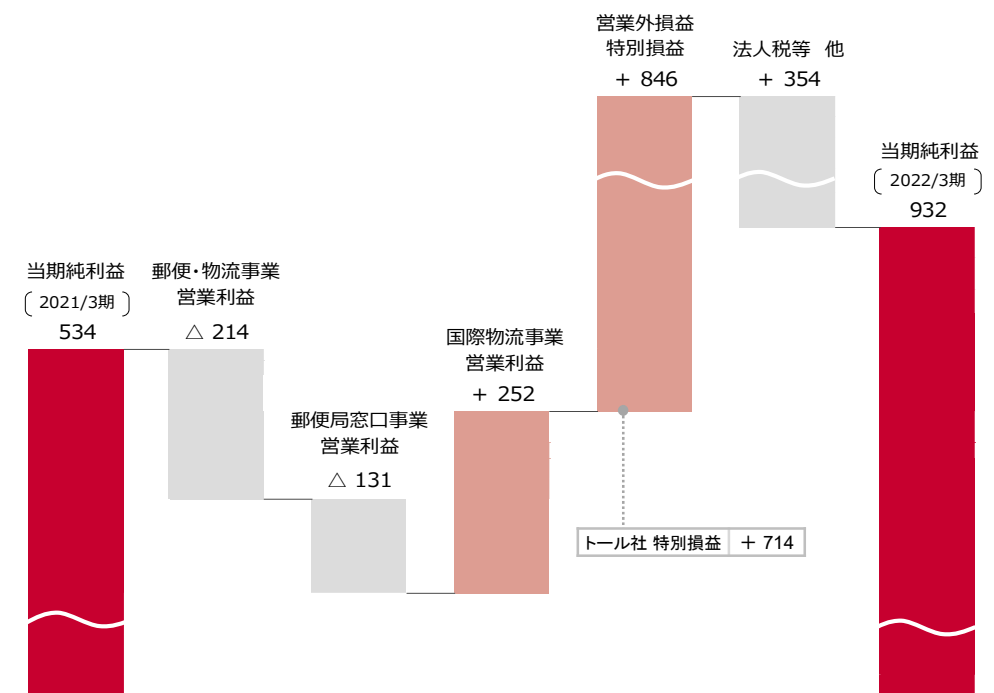 当期純利益
2021/3期
534
郵便・物流事業
営業利益
△ 214
郵便局窓口事業
営業利益
△ 131
国際物流事業
営業利益
＋ 252
営業外損益
特別損益
＋ 846
トール社 特別損益 ＋ 714
法人税等 他
＋ 354
当期純利益
2022/3期
932